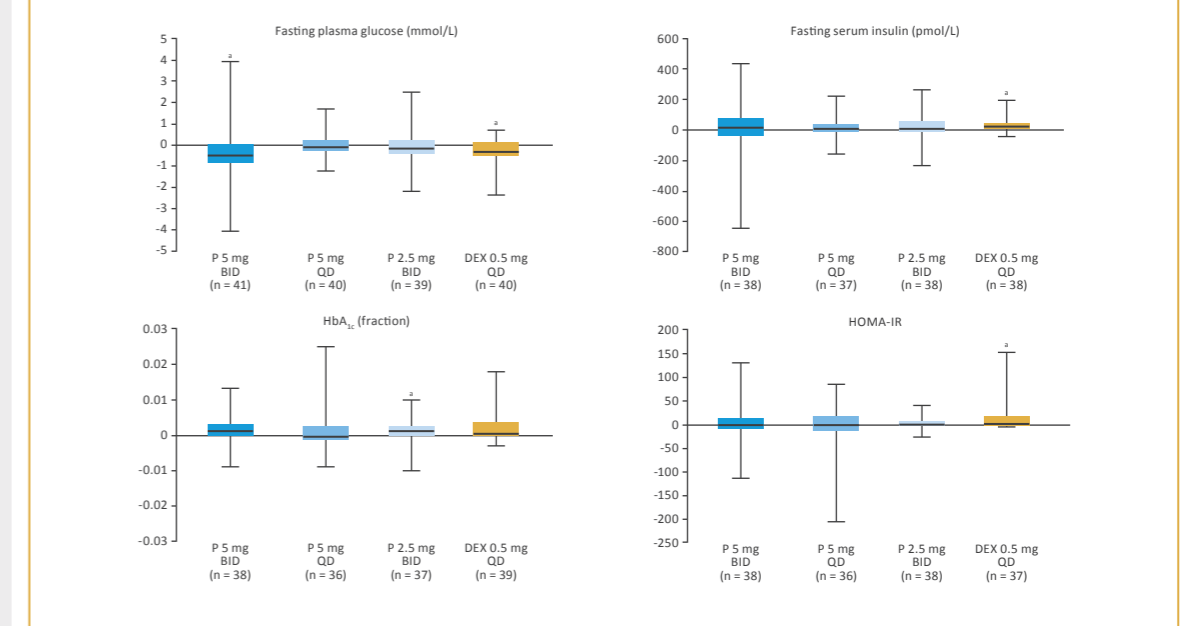 Fasting plasma glucose (mmol/L)
5
4
3
2
1
0
-1
-2
-3
-4
-5
a
a
P 5 mg BID (n = 41)
P 5 mg QD (n = 40)
P 2.5 mg BID (n = 39)
DEX 0.5 mg QD (n = 40)
Fasting serum insulin (pmol/L)
600
400
200
0
-200
-400
-600
-800
a
P 5 mg BID (n = 38)
P 5 mg QD (n = 37)
P 2.5 mg BID (n = 38)
DEX 0.5 mg QD (n = 38)
HbA1c (fraction)
0.03
0.02
0.01
0
-0.01
-0.02
-0.03
a
P 5 mg BID (n = 38)
P 5 mg QD (n = 36)
P 2.5 mg BID (n = 37)
DEX 0.5 mg QD (n = 39)
HOMA-IR
200
150
100
50
0
-50
-100
-150
-200
-250
a
P 5 mg BID (n = 38)
P 5 mg QD (n = 36)
P 2.5 mg BID (n = 38)
DEX 0.5 mg QD (n = 37)